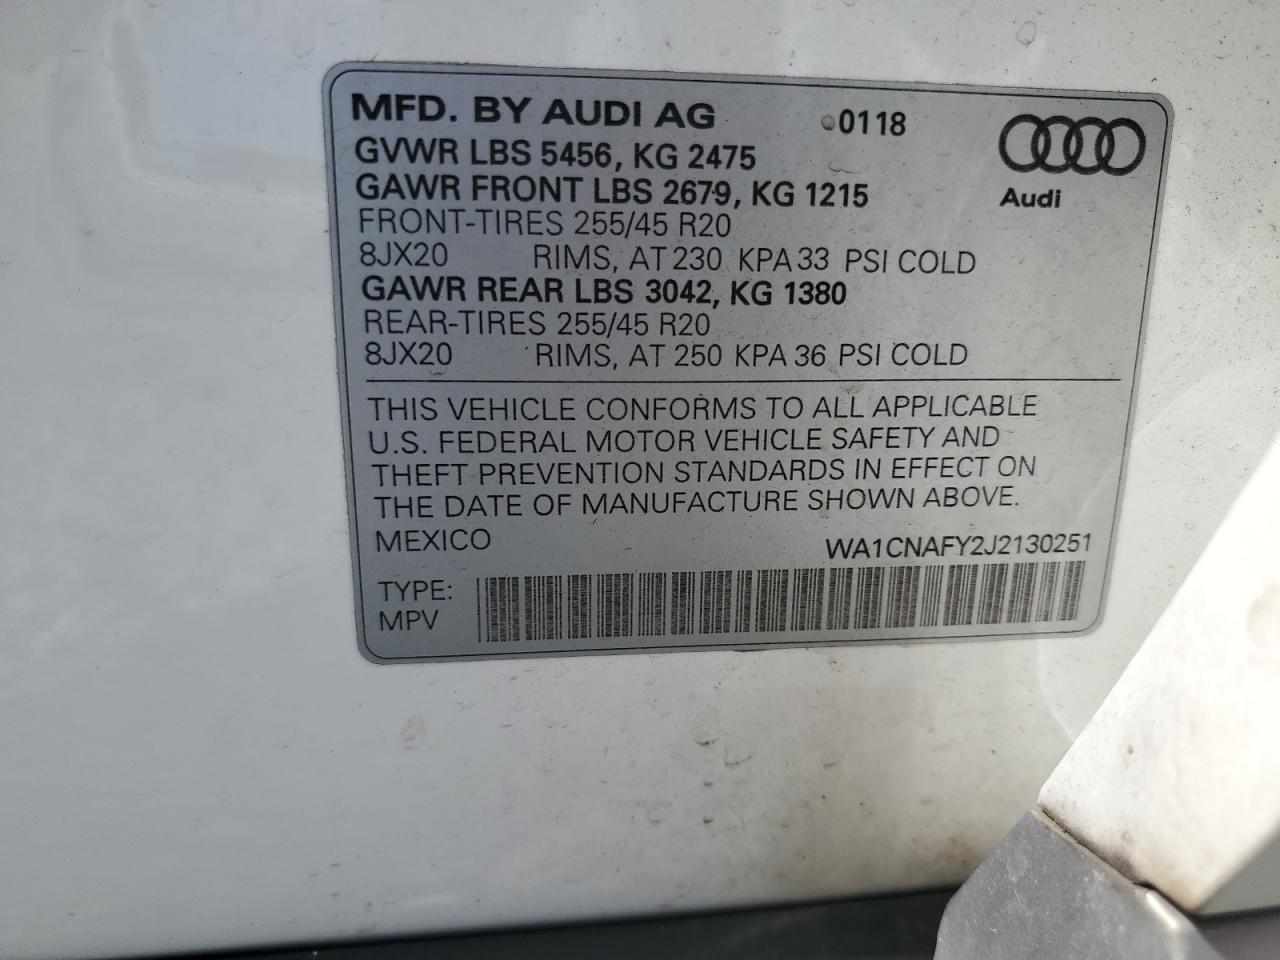 MFD. BY AUDI AG 0118
GVWR LBS 5456, KG 2475
GAWR FRONT LBS 2679, KG 1215
Audi
FRONT-TIRES 255/45 R20
8JX20 RIMS, AT 230 KPA 33 PSI COLD
GAWR REAR LBS 3042, KG 1380
REAR-TIRES 255/45 R20
8JX20 RIMS, AT 250 KPA 36 PSI COLD
THIS VEHICLE CONFORMS TO ALL APPLICABLE
U.S. FEDERAL MOTOR VEHICLE SAFETY AND
THEFT PREVENTION STANDARDS IN EFFECT ON
THE DATE OF MANUFACTURE SHOWN ABOVE.
MEXICO WA1CNAFY2J2130251
TYPE:
MPV